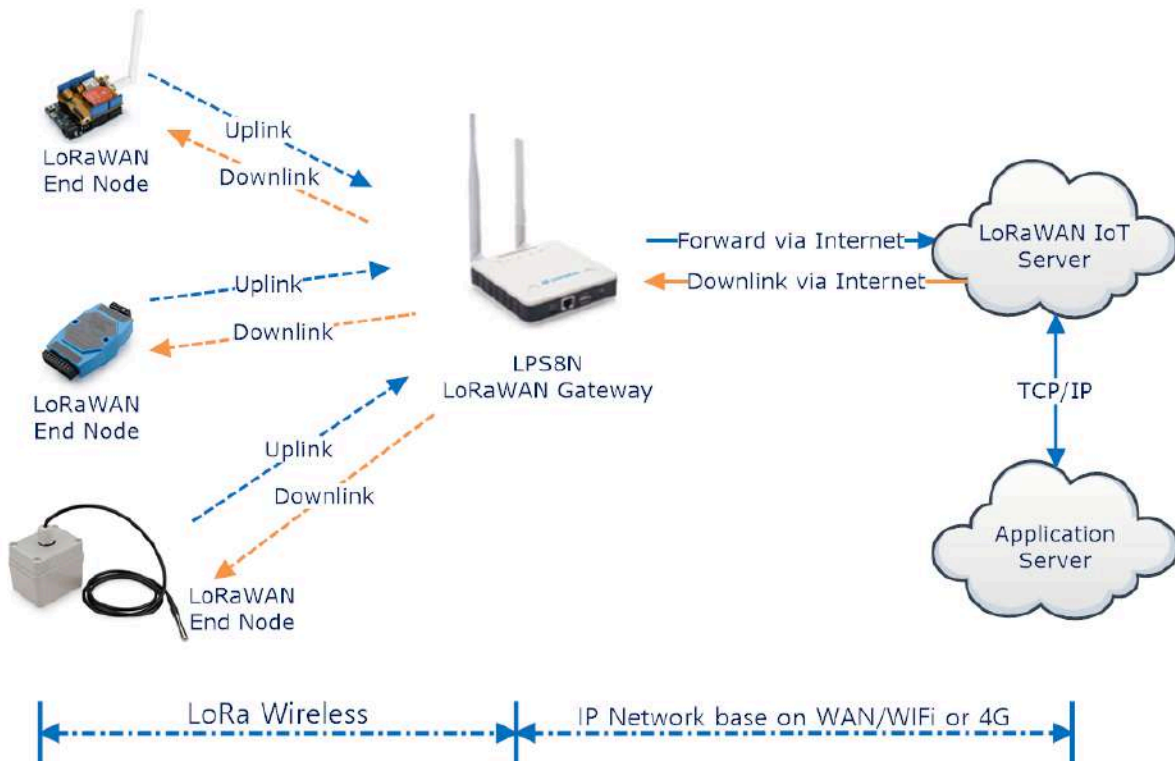 LoRaWAN
End Node
Uplink
Downlink
LoRaWAN
End Node
Uplink
Downlink
LoRaWAN
End Node
Uplink
Downlink
LPS8N
LoRaWAN Gateway
Forward via Internet
Downlink via Internet
LoRaWAN IoT
Server
TCP/IP
Application
Server
LoRa Wireless
IP Network base on WAN/WIFi or 4G